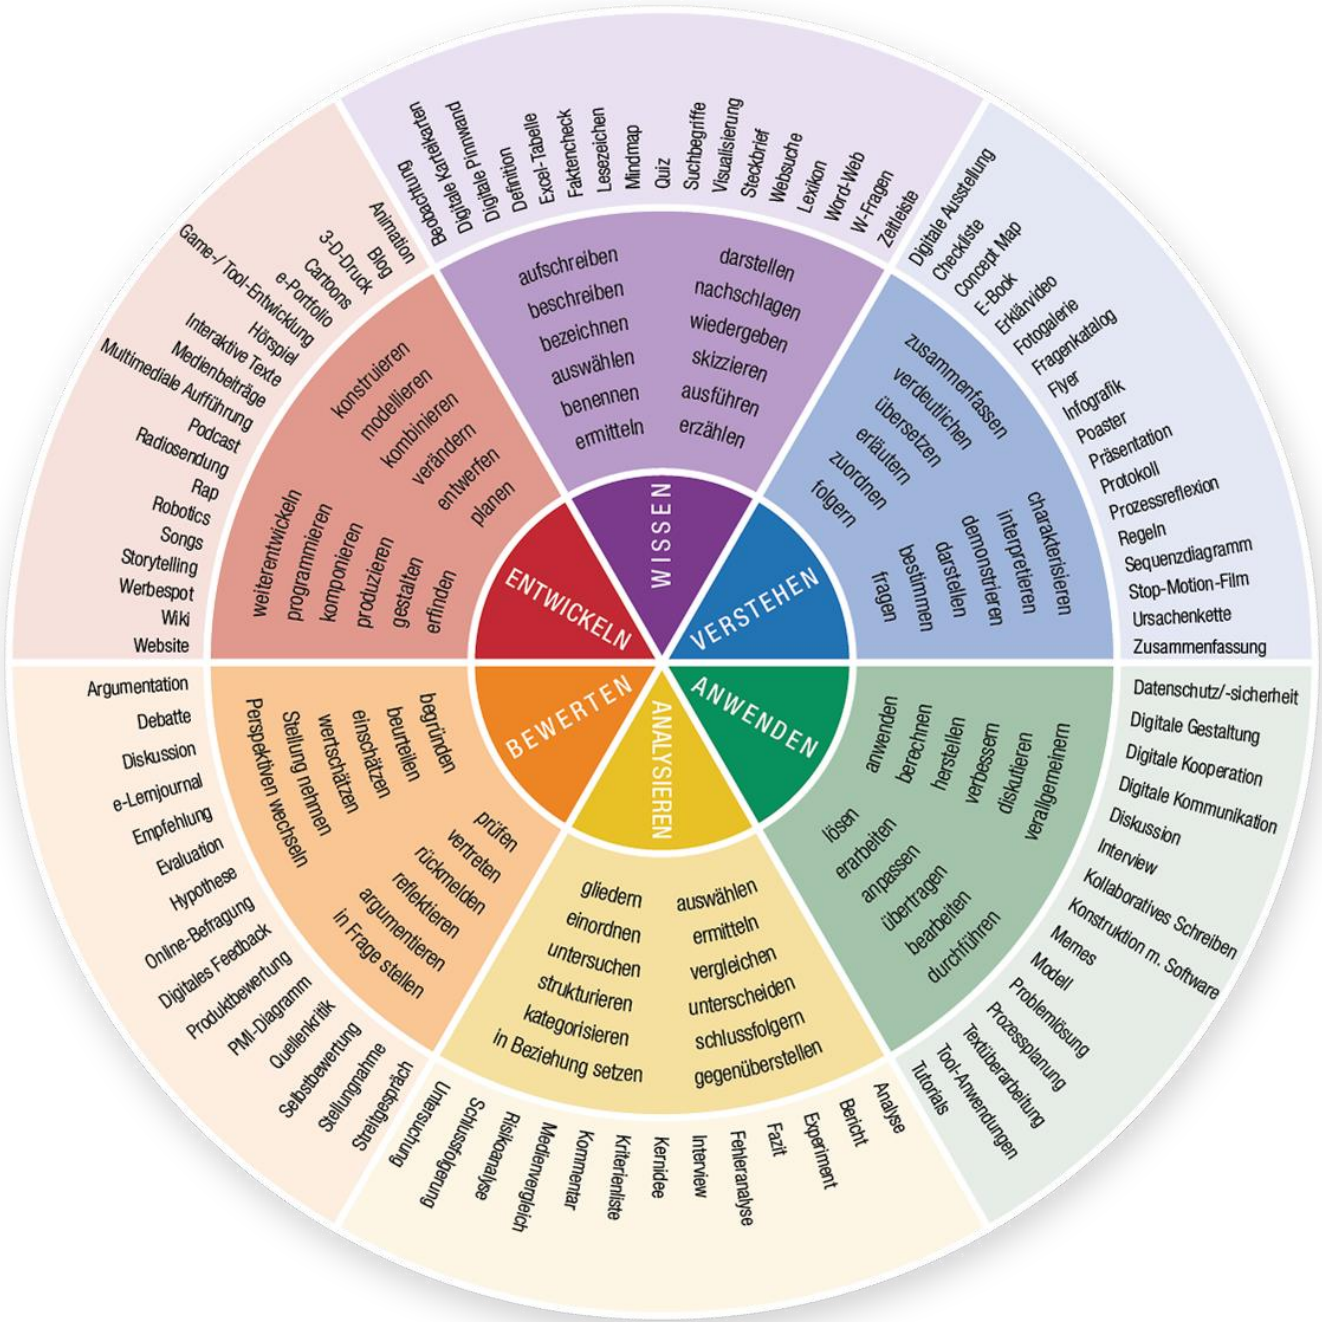 WISSEN
VERSTEHEN
ANWENDEN
ANALYSIEREN
BEWERTEN
ENTWICKELN
aufschreiben
beschreiben
bezeichnen
auswählen
benennen
ermitteln
darstellen
nachschlagen
wiedergeben
skizzieren
ausführen
erzählen
Beobachtung
Digitale Karteikarten
Digitale Pinnwand
Definition
Excel-Tabelle
Faktencheck
Lesezeichen
Mindmap
Quiz
Suchbegriffe
Visualisierung
Steckbrief
Websuche
Lexikon
Word-Web
W-Fragen
Zeitleiste
zusammenfassen
verdeutlichen
übersetzen
erläutern
zuordnen
folgern
charakterisieren
interpretieren
demonstrieren
darstellen
bestimmen
fragen
Digitale Ausstellung
Checkliste
Concept Map
E-Book
Erklärvideo
Fotogalerie
Fragenkatalog
Flyer
Infografik
Poaster
Präsentation
Protokoll
Prozessreflexion
Regeln
Sequenzdiagramm
Stop-Motion-Film
Ursachenkette
Zusammenfassung
anwenden
berechnen
herstellen
verbessern
diskutieren
verallgemeinern
lösen
erarbeiten
anpassen
übertragen
bearbeiten
durchführen
Datenschutz/-sicherheit
Digitale Gestaltung
Digitale Kooperation
Digitale Kommunikation
Diskussion
Interview
Kollaboratives Schreiben
Konstruktion m. Software
Memes
Modell
Problemlösung
Prozessplanung
Textüberarbeitung
Tool-Anwendungen
Tutorials
gliedern
einordnen
untersuchen
strukturieren
kategorisieren
in Beziehung setzen
auswählen
ermitteln
vergleichen
unterscheiden
schlussfolgern
gegenüberstellen
Analyse
Bericht
Experiment
Fazit
Fehleranalyse
Interview
Kernidee
Kriterienliste
Kommentar
Medienvergleich
Risikoanalyse
Schlussfolgerung
Untersuchung
begründen
beurteilen
einschätzen
wertschätzen
Stellung nehmen
Perspektiven wechseln
prüfen
vertreten
rückmelden
reflektieren
argumentieren
in Frage stellen
Argumentation
Debatte
Diskussion
e-Lernjournal
Empfehlung
Evaluation
Hypothese
Online-Befragung
Digitales Feedback
Produktbewertung
PMI-Diagramm
Quellenkritik
Selbstbewertung
Stellungnahme
Streitgespräch
konstruieren
modellieren
kombinieren
verändern
entwerfen
planen
weiterentwickeln
programmieren
komponieren
produzieren
gestalten
erfinden
Animation
Blog
3-D-Druck
Cartoons
e-Portfolio
Game-/ Tool-Entwicklung
Hörspiel
Interaktive Texte
Medienbeiträge
Multimediale Aufführung
Podcast
Radiosendung
Rap
Robotics
Songs
Storytelling
Werbespot
Wiki
Website